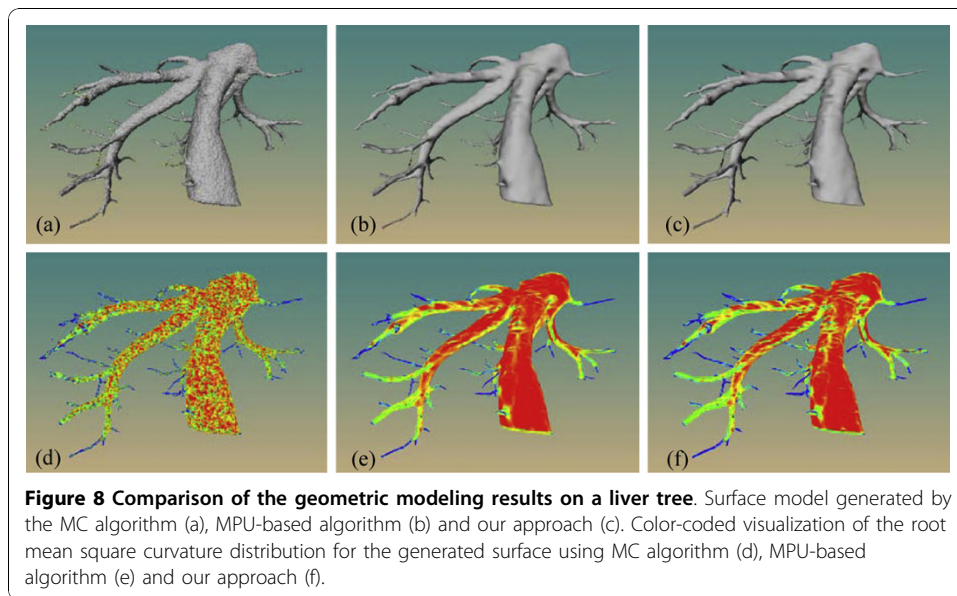 (a)
(b)
(c)
(d)
(e)
(f)
Figure 8 Comparison of the geometric modeling results on a liver tree. Surface model generated by
the MC algorithm (a), MPU-based algorithm (b) and our approach (c). Color-coded visualization of the root
mean square curvature distribution for the generated surface using MC algorithm (d), MPU-based
algorithm (e) and our approach (f).